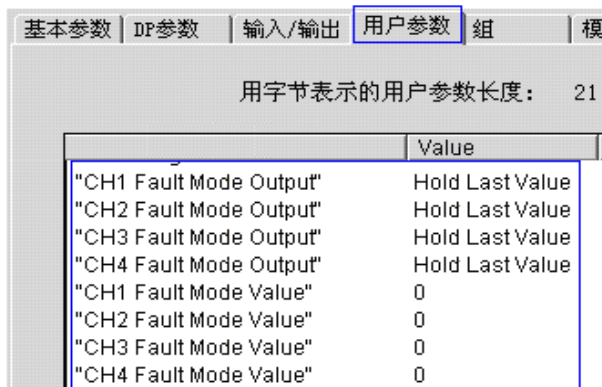 基本参数 DP参数 输入/输出 用户参数 组
用字节表示的用户参数长度： 21
Value
"CH1 Fault Mode Output" Hold Last Value
"CH2 Fault Mode Output" Hold Last Value
"CH3 Fault Mode Output" Hold Last Value
"CH4 Fault Mode Output" Hold Last Value
"CH1 Fault Mode Value" 0
"CH2 Fault Mode Value" 0
"CH3 Fault Mode Value" 0
"CH4 Fault Mode Value" 0